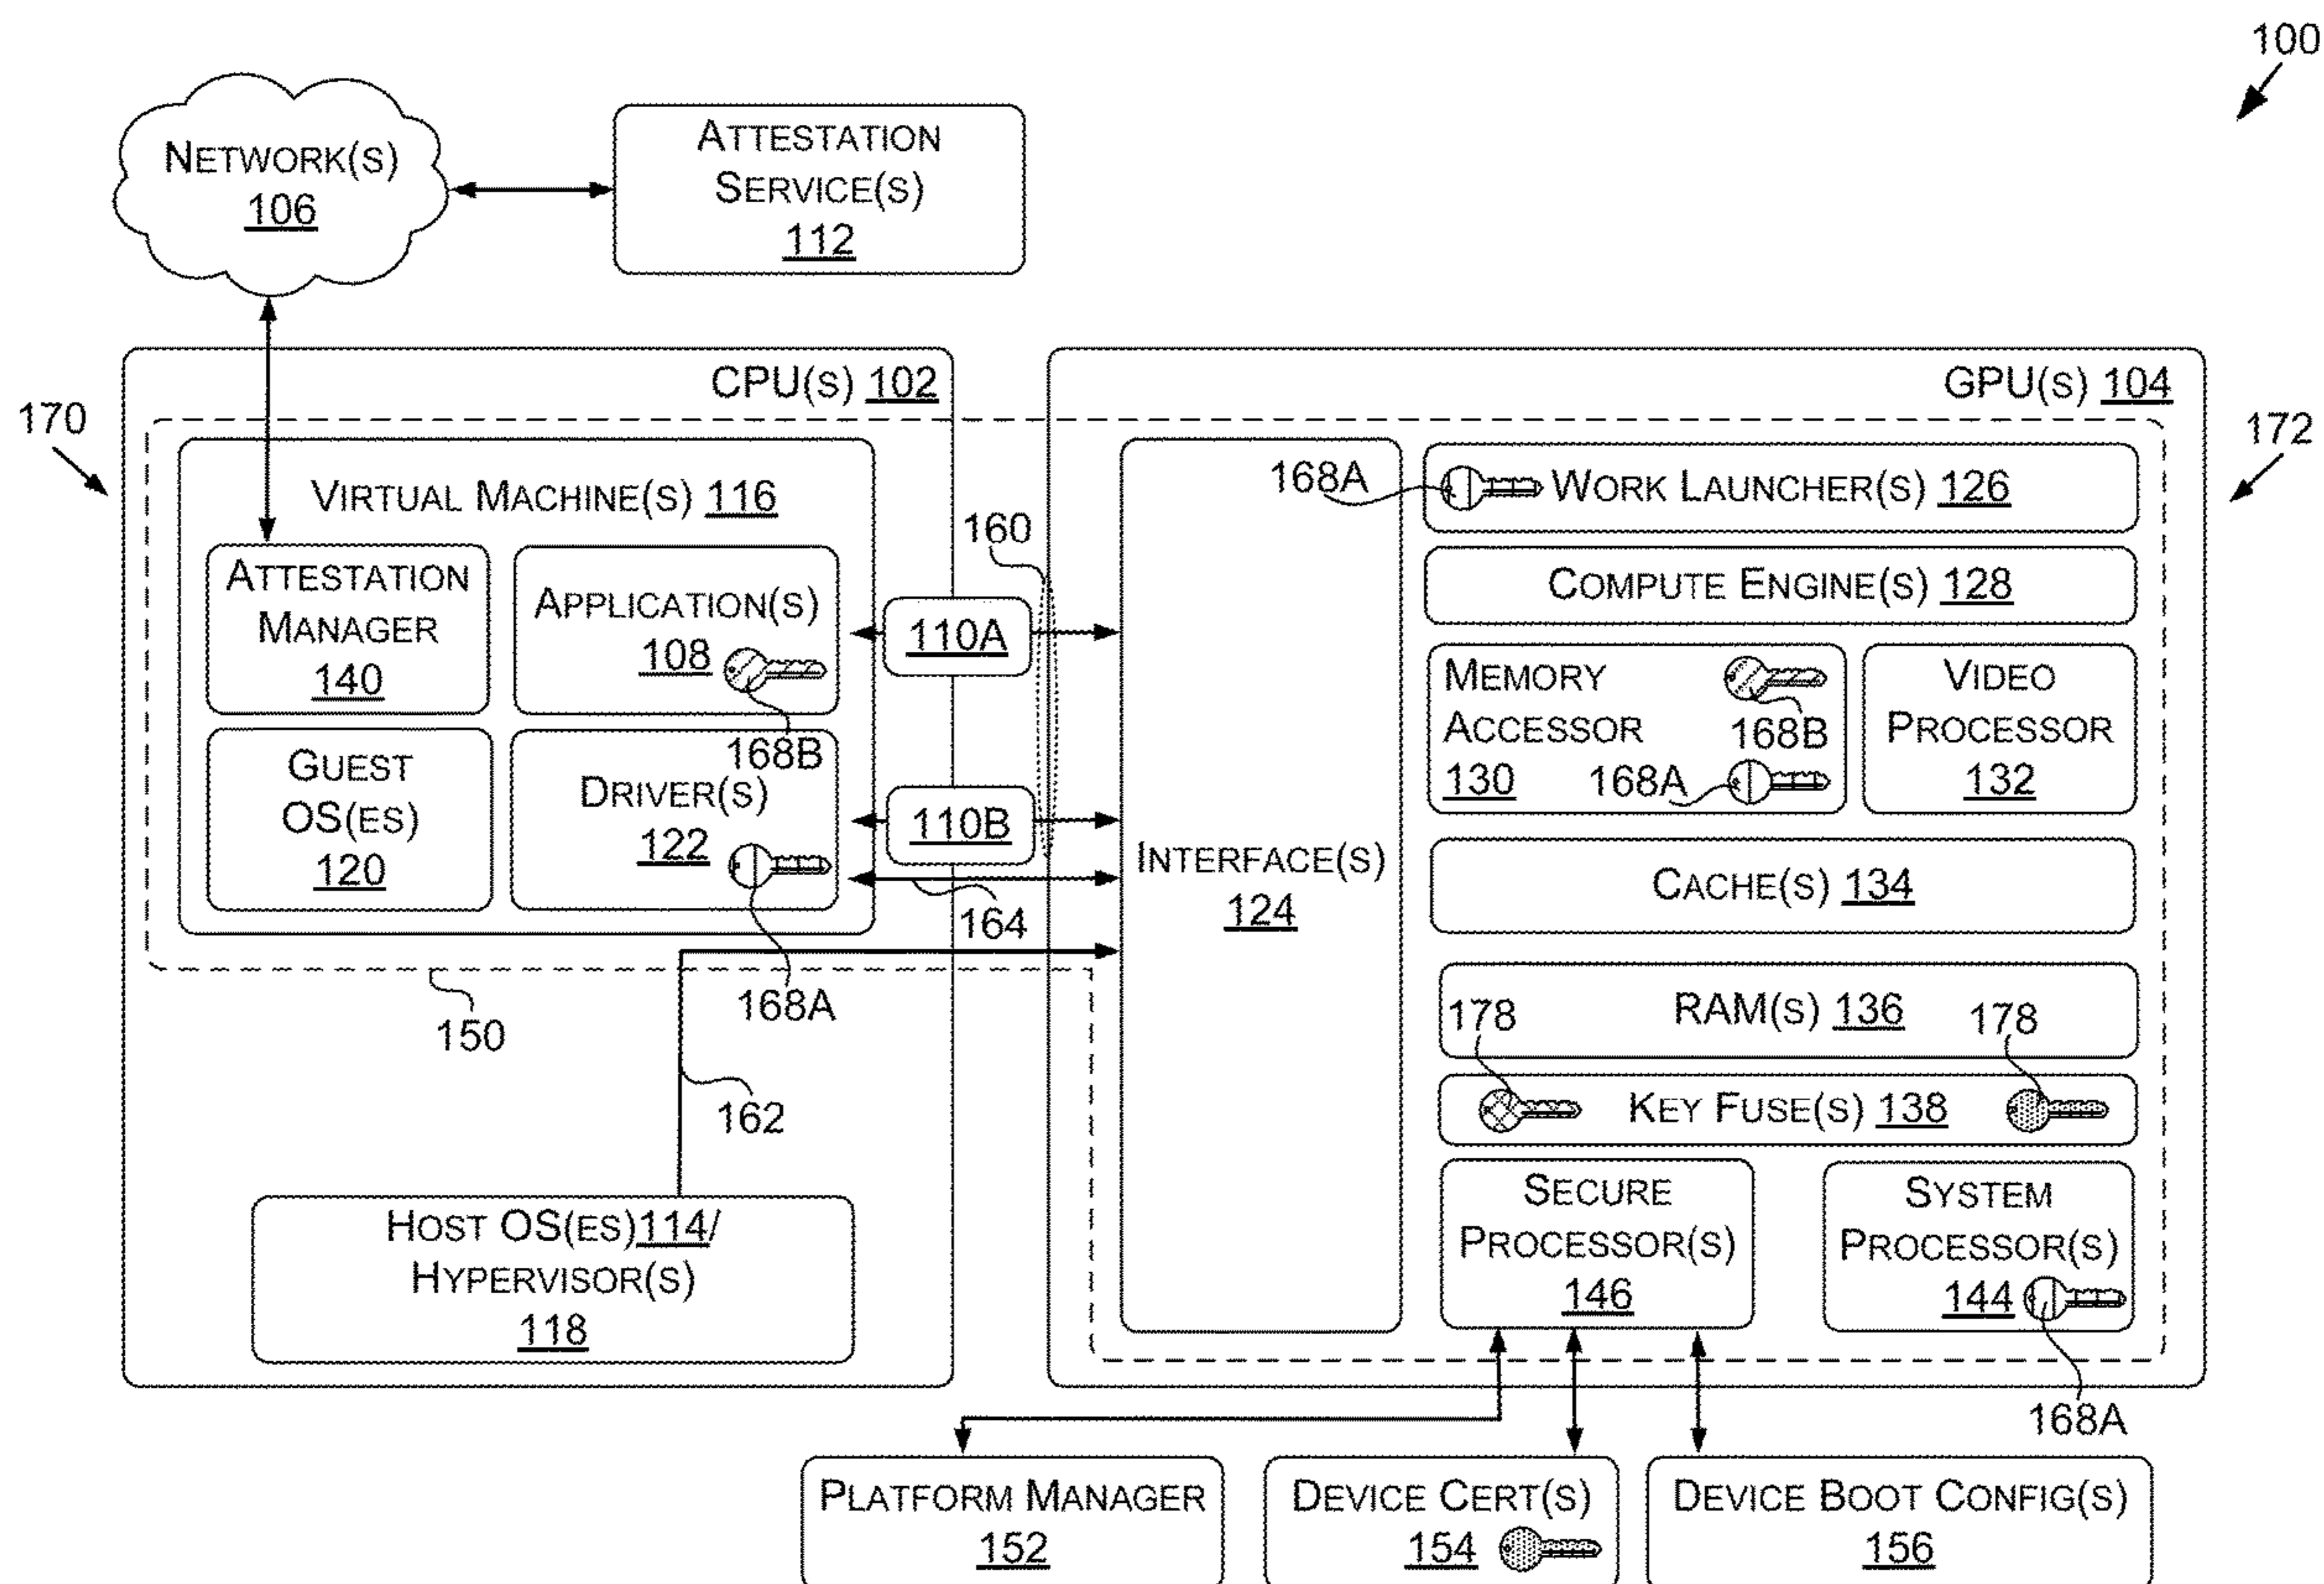 100
NETWORK(S)
106
ATTESTATION
SERVICE(S)
112
CPU(S) 102
GPU(S) 104
170
172
VIRTUAL MACHINE(S) 116
ATTESTATION
MANAGER
140
APPLICATION(S)
108
168B
GUEST
OS(ES)
120
DRIVER(S)
122
168A
110A
110B
160
164
150
162
HOST OS(ES)114/
HYPERVISOR(S)
118
INTERFACE(S)
124
168A
WORK LAUNCHER(S) 126
COMPUTE ENGINE(S) 128
MEMORY
ACCESSOR
130
168B
168A
VIDEO
PROCESSOR
132
CACHE(S) 134
RAM(S) 136
178
178
KEY FUSE(S) 138
SECURE
PROCESSOR(S)
146
SYSTEM
PROCESSOR(S)
144
168A
PLATFORM MANAGER
152
DEVICE CERT(S)
154
DEVICE BOOT CONFIG(S)
156